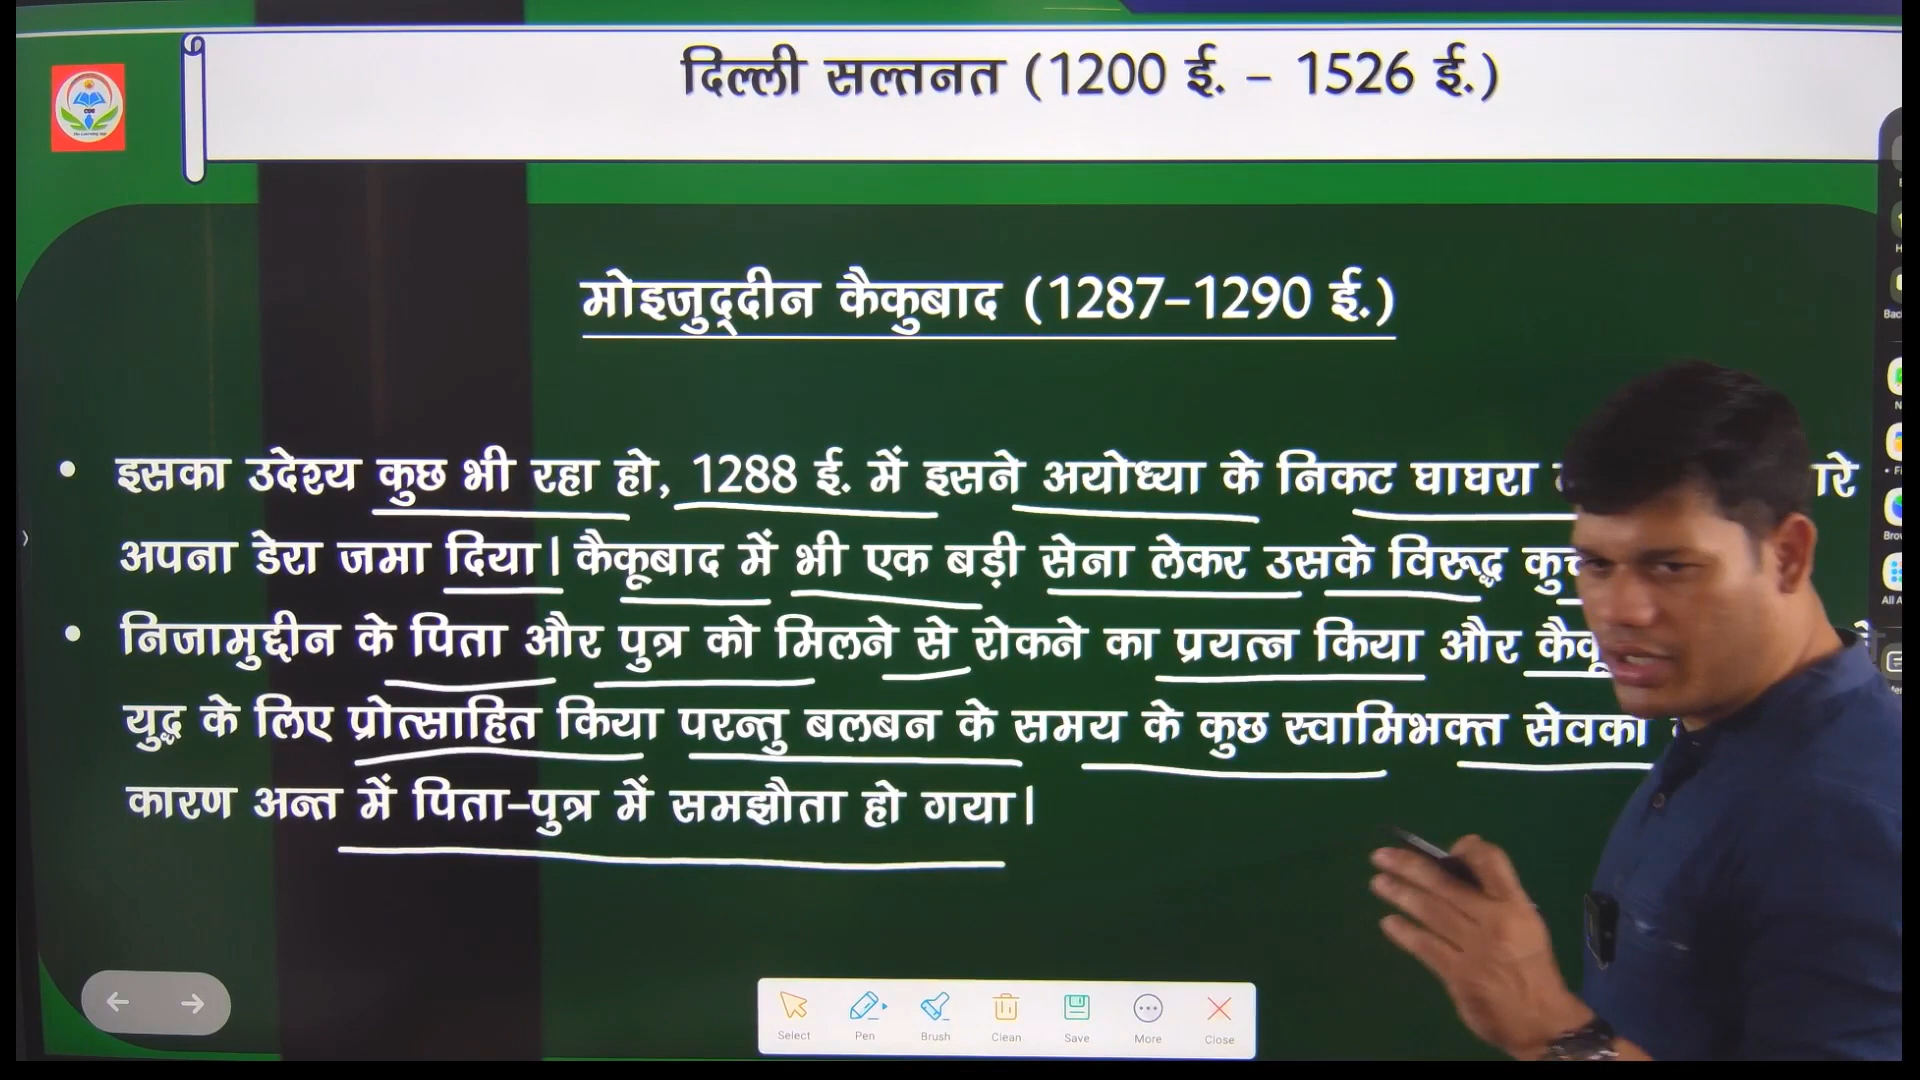 दिल्ली सल्तनत (1200 ई. – 1526 ई.)
मोइजुद्दीन कैकुबाद (1287–1290 ई.)
• इसका उदेश्य कुछ भी रहा हो, 1288 ई. में इसने अयोध्या के निकट घाघरा
अपना डेरा जमा दिया। कैकूबाद में भी एक बड़ी सेना लेकर उसके विरूद्ध
• निजामुद्दीन के पिता और पुत्र को मिलने से रोकने का प्रयत्न किया और
युद्ध के लिए प्रोत्साहित किया परन्तु बलबन के समय के कुछ स्वामिभक्त
कारण अन्त में पिता-पुत्र में समझौता हो गया।
Select Pen Brush Clean Save More Close